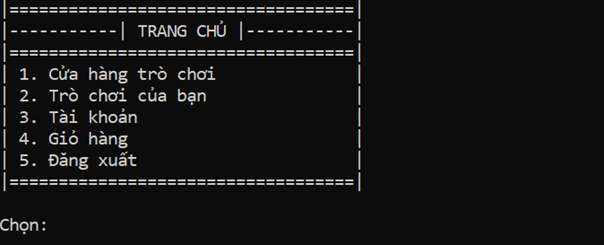 |===================================|
|-----------| TRANG CHỦ |-----------|
|===================================|
| 1. Cửa hàng trò chơi              |
| 2. Trò chơi của bạn               |
| 3. Tài khoản                      |
| 4. Giỏ hàng                       |
| 5. Đăng xuất                      |
|===================================|
Chọn: